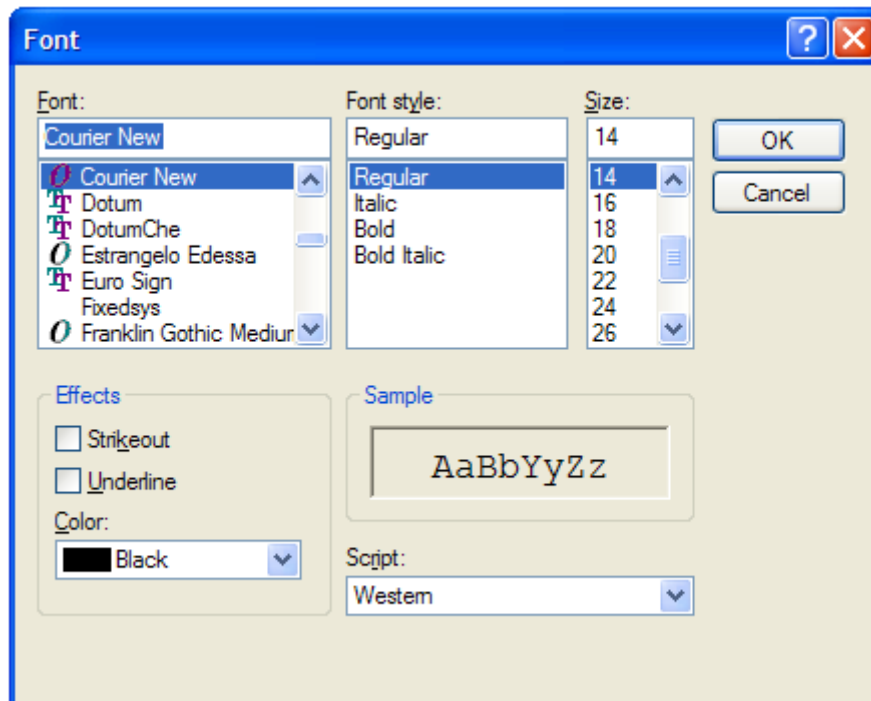 Font
Font:
Courier New
Courier New
Dotum
DotumChe
Estrangelo Edessa
Euro Sign
Fixedsys
Franklin Gothic Medium
Font style:
Regular
Regular
Italic
Bold
Bold Italic
Size:
14
14
16
18
20
22
24
26
OK
Cancel
Effects
Strikeout
Underline
Color:
Black
Sample
AaBbYyZz
Script:
Western